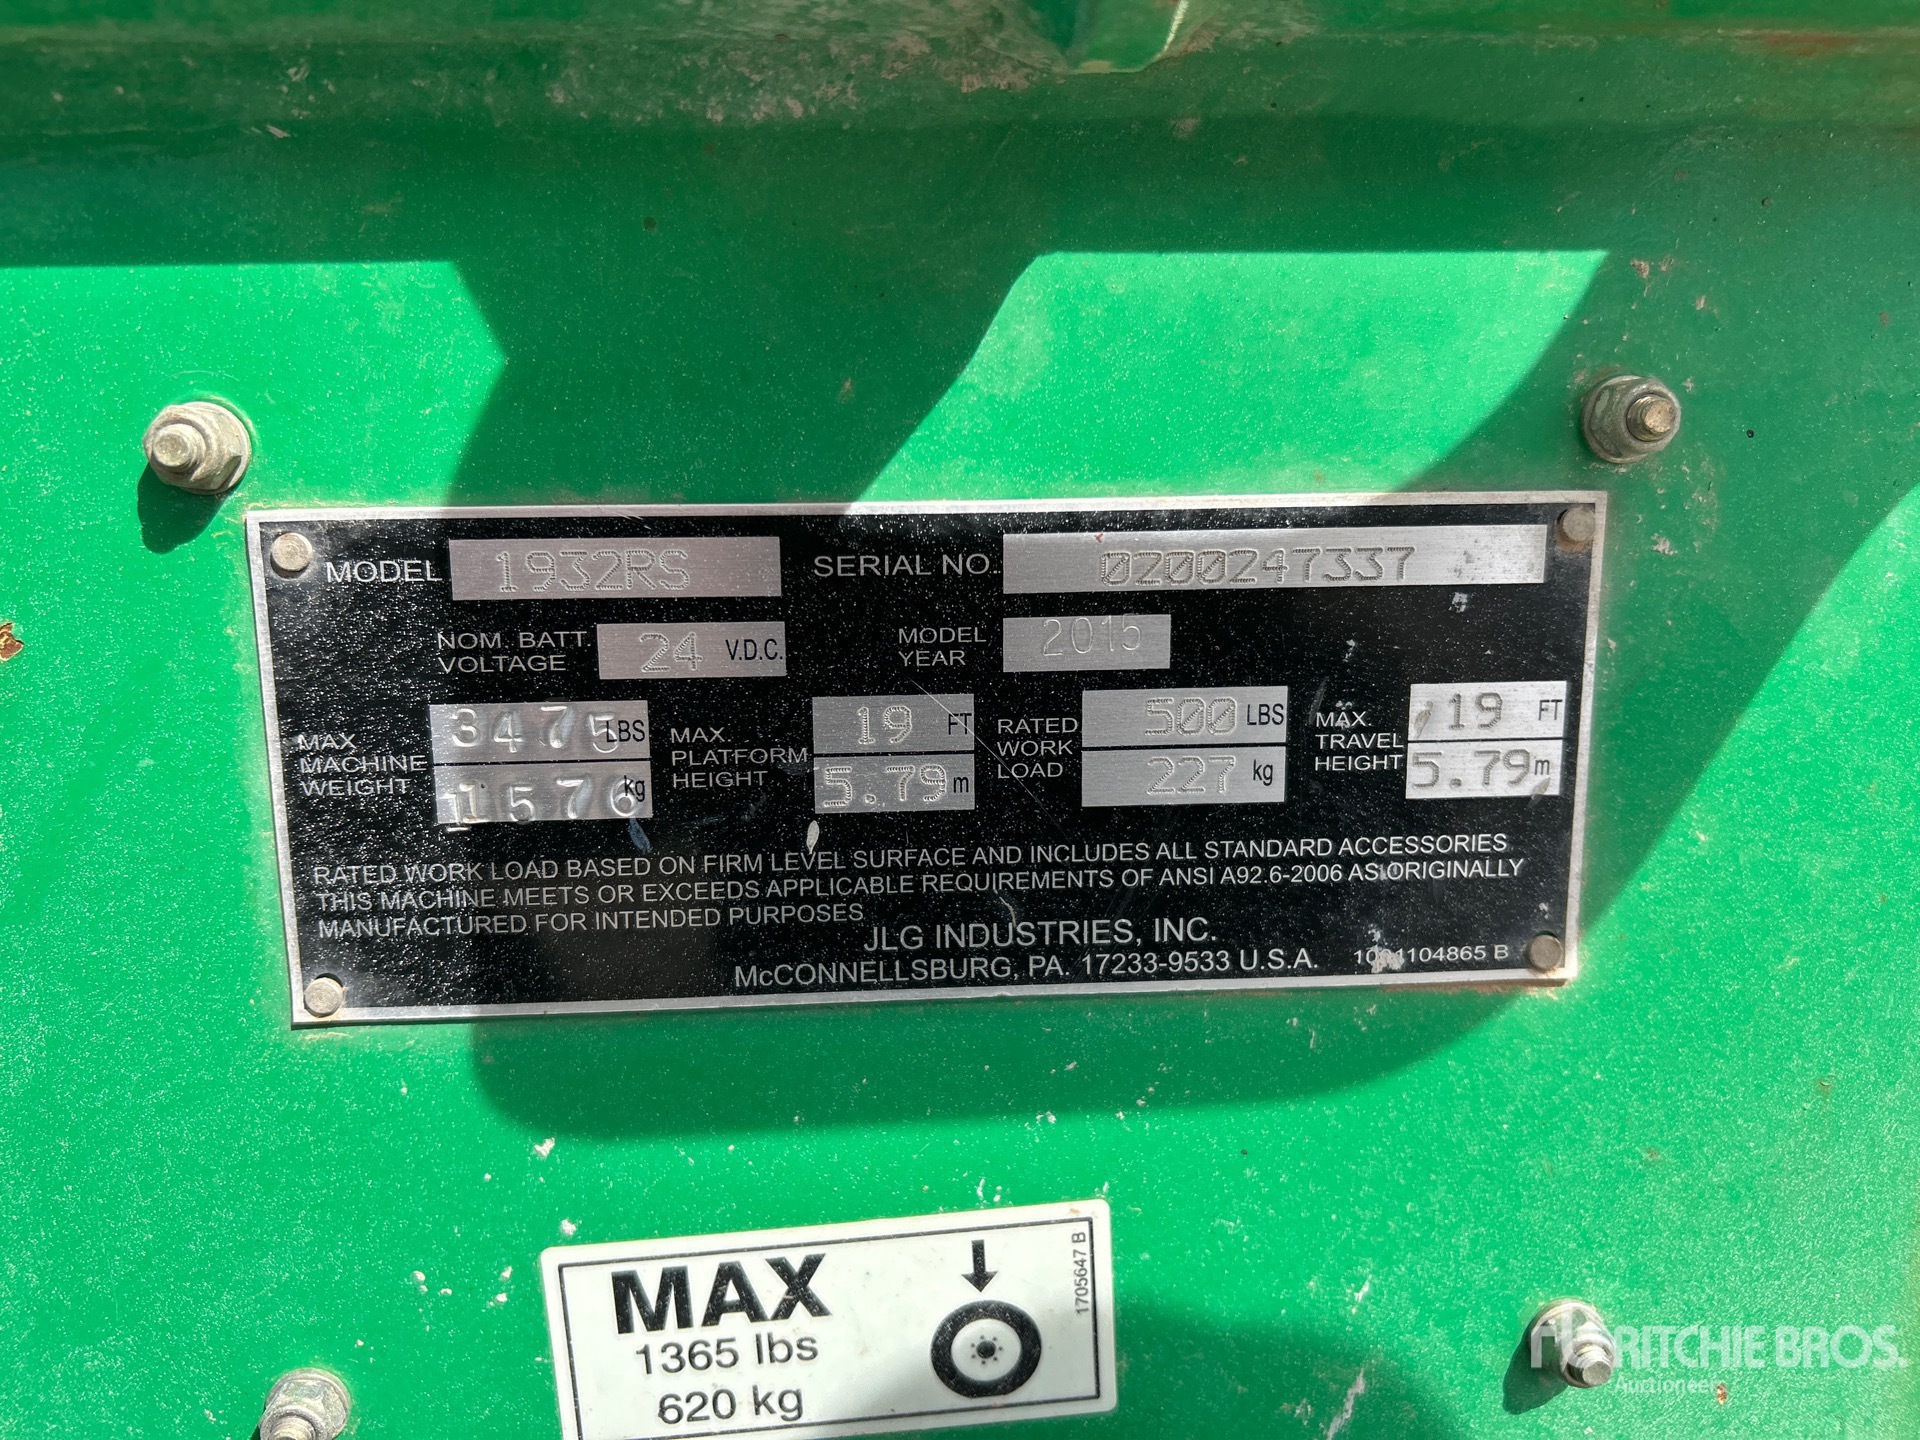 MODEL 1932RS SERIAL NO. 0200247337
NOM. BATT. VOLTAGE 24 V.D.C. MODEL YEAR 2015
MAX MACHINE WEIGHT 3475 LBS 1576 kg MAX. PLATFORM HEIGHT 19 FT 5.79 m RATED WORK LOAD 500 LBS 227 kg MAX. TRAVEL HEIGHT 19 FT 5.79 m
RATED WORK LOAD BASED ON FIRM LEVEL SURFACE AND INCLUDES ALL STANDARD ACCESSORIES
THIS MACHINE MEETS OR EXCEEDS APPLICABLE REQUIREMENTS OF ANSI A92.6-2006 AS ORIGINALLY
MANUFACTURED FOR INTENDED PURPOSES
JLG INDUSTRIES, INC.
McCONNELLSBURG, PA. 17233-9533 U.S.A. B
MAX
1365 lbs
620 kg
1705647 B
RITCHIE BROS.
Auctioneers